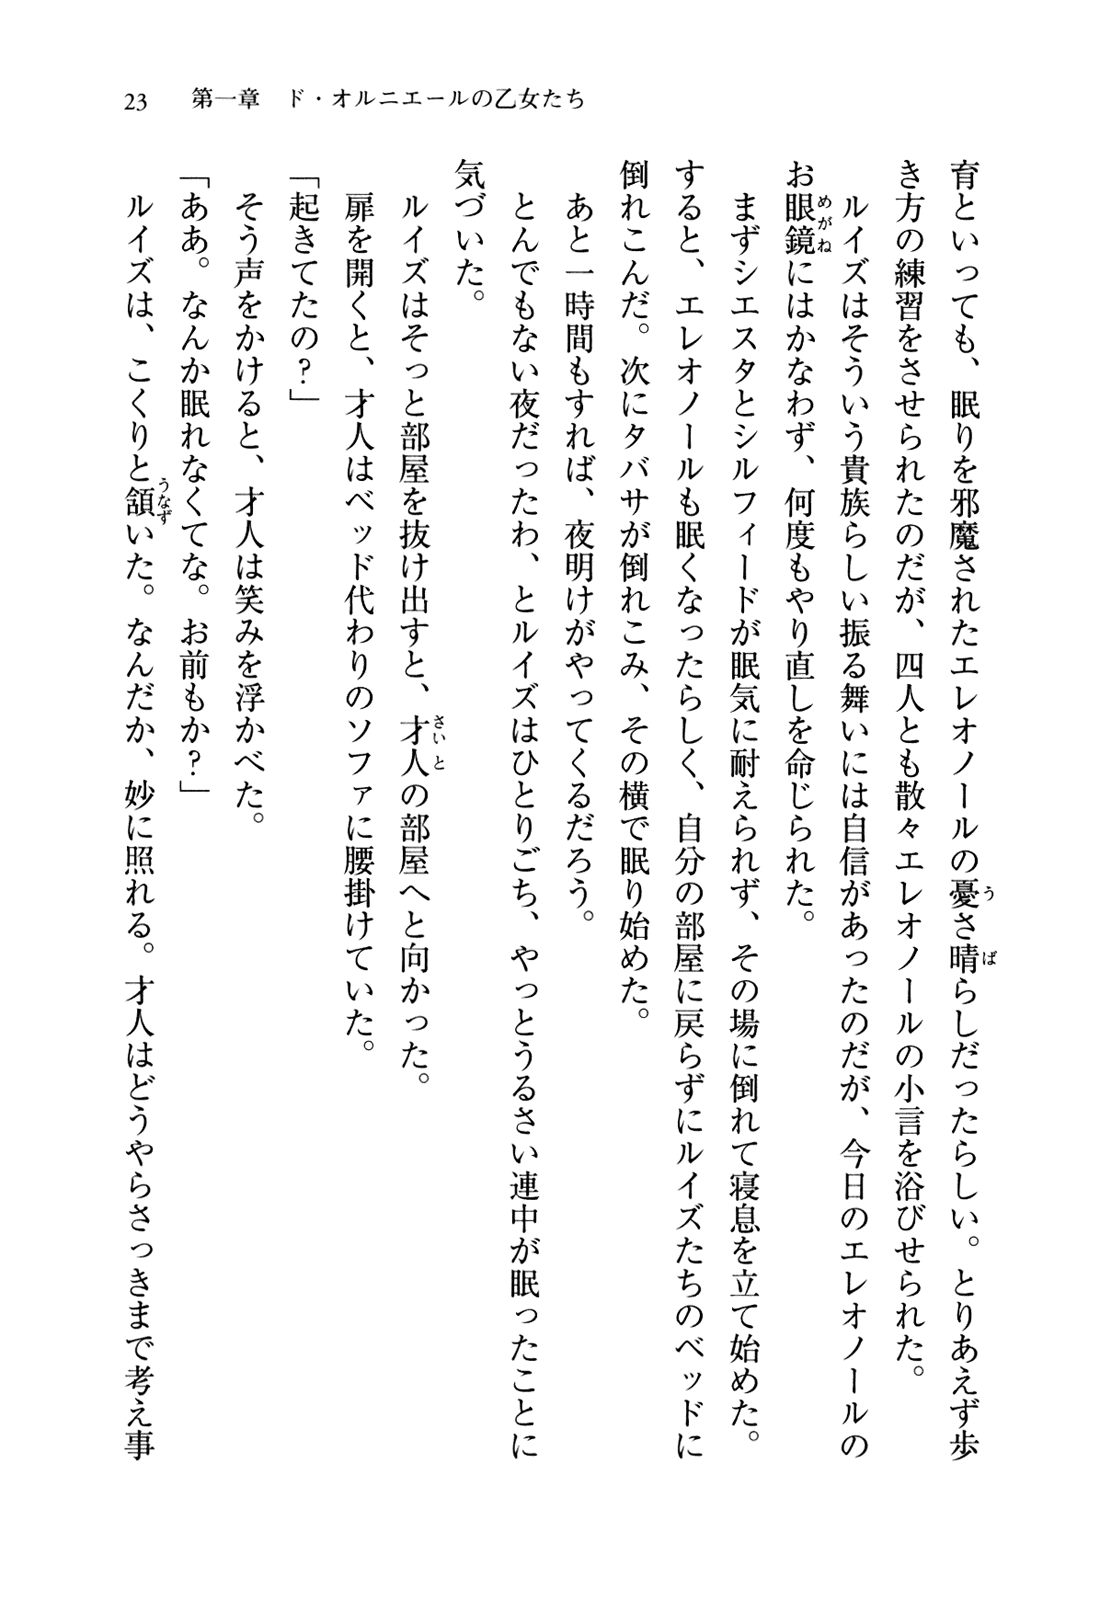 23 第一章 ド・オルニエールの乙女たち
育といっても、眠りを邪魔されたエレオノールの憂さ晴らしだったらしい。とりあえず歩
き方の練習をさせられたのだが、四人とも散々エレオノールの小言を浴びせられた。
ルイズはそういう貴族らしい振る舞いには自信があったのだが、今日のエレオノールの
お眼鏡にはかなわず、何度もやり直しを命じられた。
まずシエスタとシルフィードが眠気に耐えられず、その場に倒れて寝息を立て始めた。
すると、エレオノールも眠くなったらしく、自分の部屋に戻らずにルイズたちのベッドに
倒れこんだ。次にタバサが倒れこみ、その横で眠り始めた。
あと一時間もすれば、夜明けがやってくるだろう。
とんでもない夜だったわ、とルイズはひとりごち、やっとうるさい連中が眠ったことに
気づいた。
ルイズはそっと部屋を抜け出すと、才人の部屋へと向かった。
扉を開くと、才人はベッド代わりのソファに腰掛けていた。
「起きてたの?」
そう声をかけると、才人は笑みを浮かべた。
「ああ。なんか眠れなくてな。お前もか?」
ルイズは、こくりと頷いた。なんだか、妙に照れる。才人はどうやらさっきまで考え事